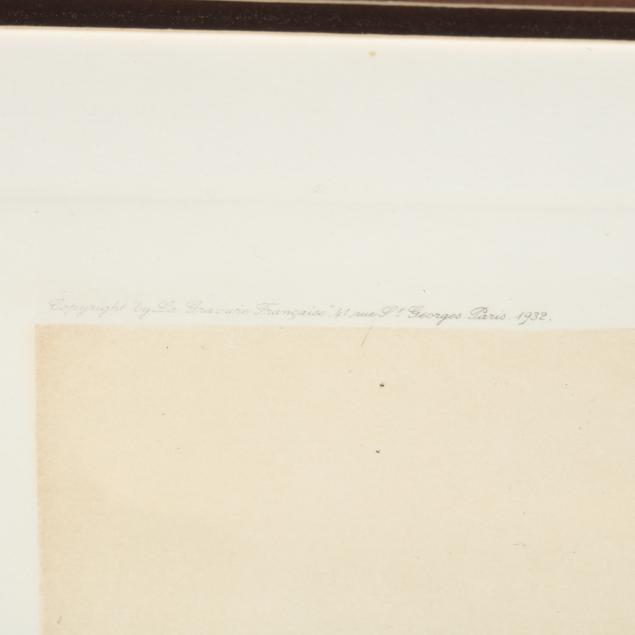 Copyright by La Gravure Française" 41 rue St Georges Paris. 1932.